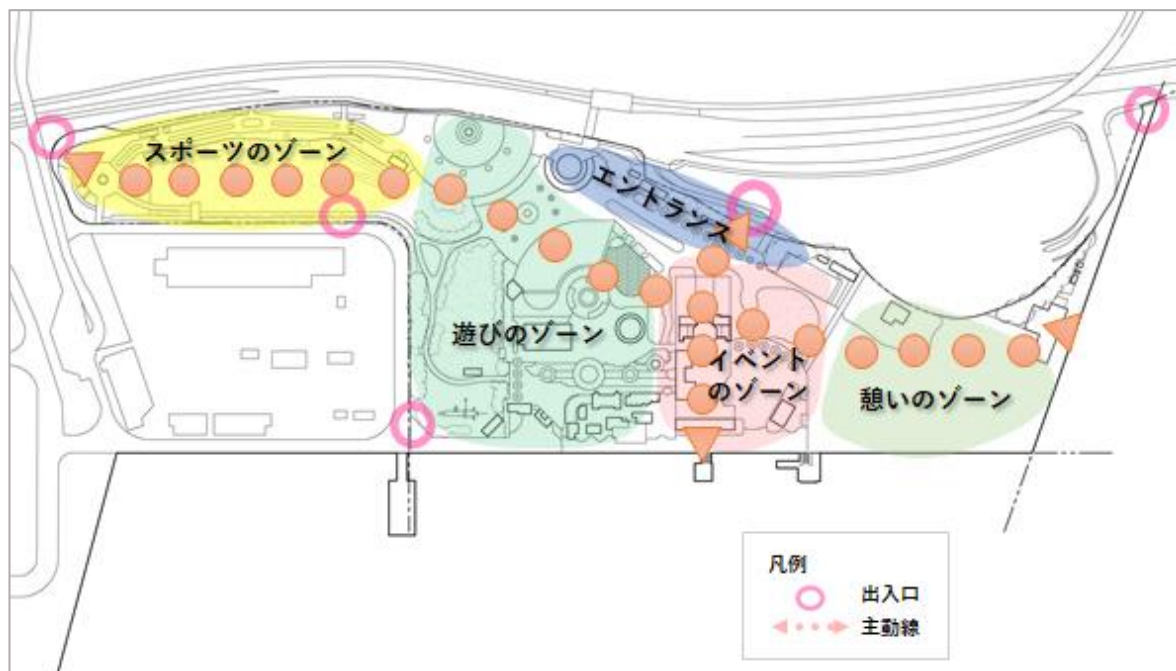 スポーツのゾーン
エントランス
遊びのゾーン
イベント
のゾーン
憩いのゾーン
凡例
出入口
主動線